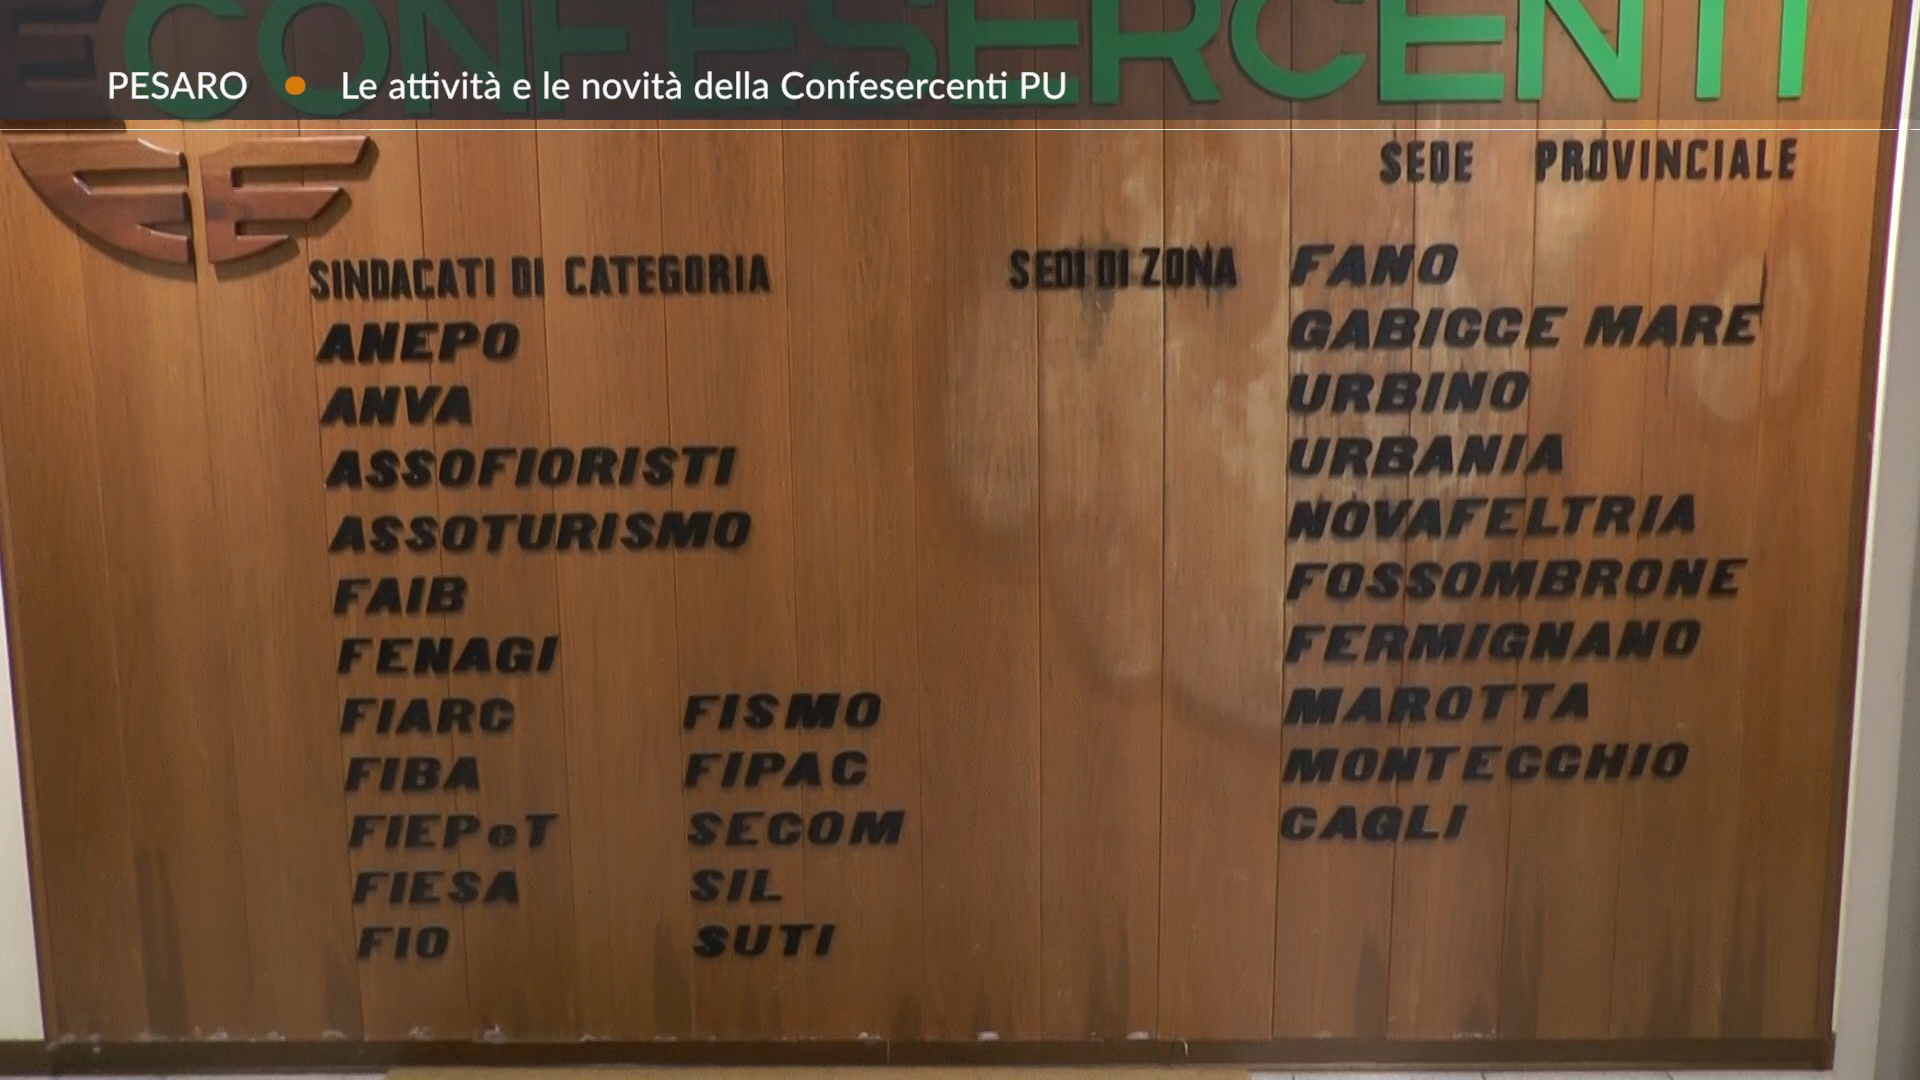 CONFESERCENTI
PESARO • Le attività e le novità della Confesercenti PU
SEDE PROVINCIALE
SINDACATI DI CATEGORIA
ANEPO
ANVA
ASSOFIORISTI
ASSOTURISMO
FAIB
FENAGI
FIARC
FIBA
FIEPeT
FIESA
FIO
FISMO
FIPAC
SECOM
SIL
SUTI
SEDI DI ZONA
FANO
GABICCE MARE
URBINO
URBANIA
NOVAFELTRIA
FOSSOMBRONE
FERMIGNANO
MAROTTA
MONTECCHIO
CAGLI